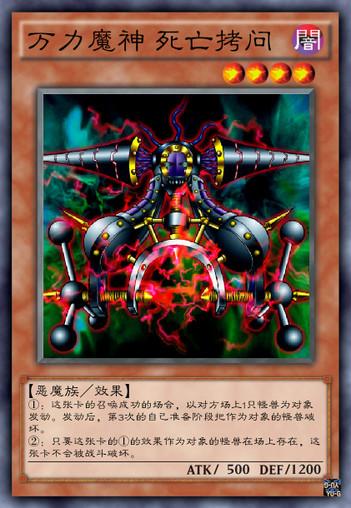 万力魔神 死亡拷问
闇
【恶魔族／效果】
①：这张卡的召唤成功的场合，以对方场上1只怪兽为对象
发动。发动后，第3次的自己准备阶段把作为对象的怪兽破
坏。
②：只要这张卡的①的效果作为对象的怪兽在场上存在，这
张卡不会被战斗破坏。
ATK/ 500 DEF/1200
YU-G